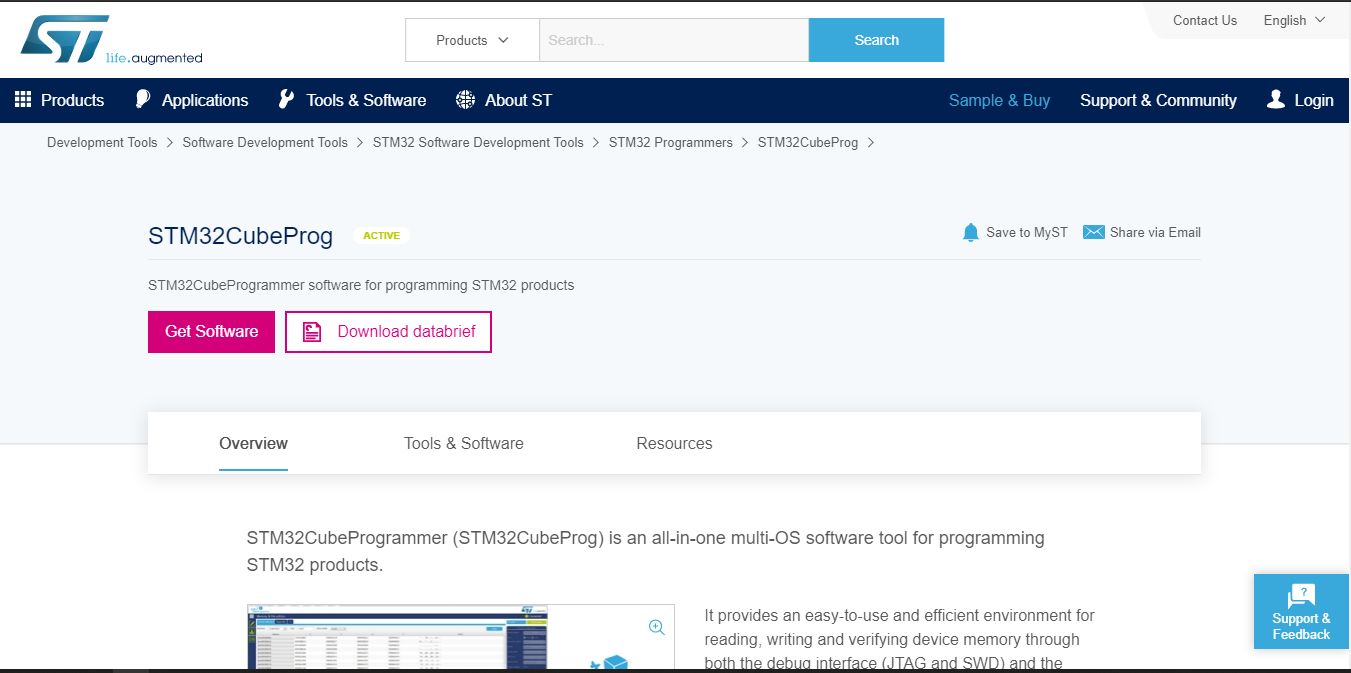 Contact Us English
ST life.augmented
Products Search... Search
Products Applications Tools & Software About ST Sample & Buy Support & Community Login
Development Tools > Software Development Tools > STM32 Software Development Tools > STM32 Programmers > STM32CubeProg >
STM32CubeProg ACTIVE Save to MyST Share via Email
STM32CubeProgrammer software for programming STM32 products
Get Software Download databrief
Overview Tools & Software Resources
STM32CubeProgrammer (STM32CubeProg) is an all-in-one multi-OS software tool for programming
STM32 products.
It provides an easy-to-use and efficient environment for
reading, writing and verifying device memory through
both the debug interface (JTAG and SWD) and the
Support &
Feedback